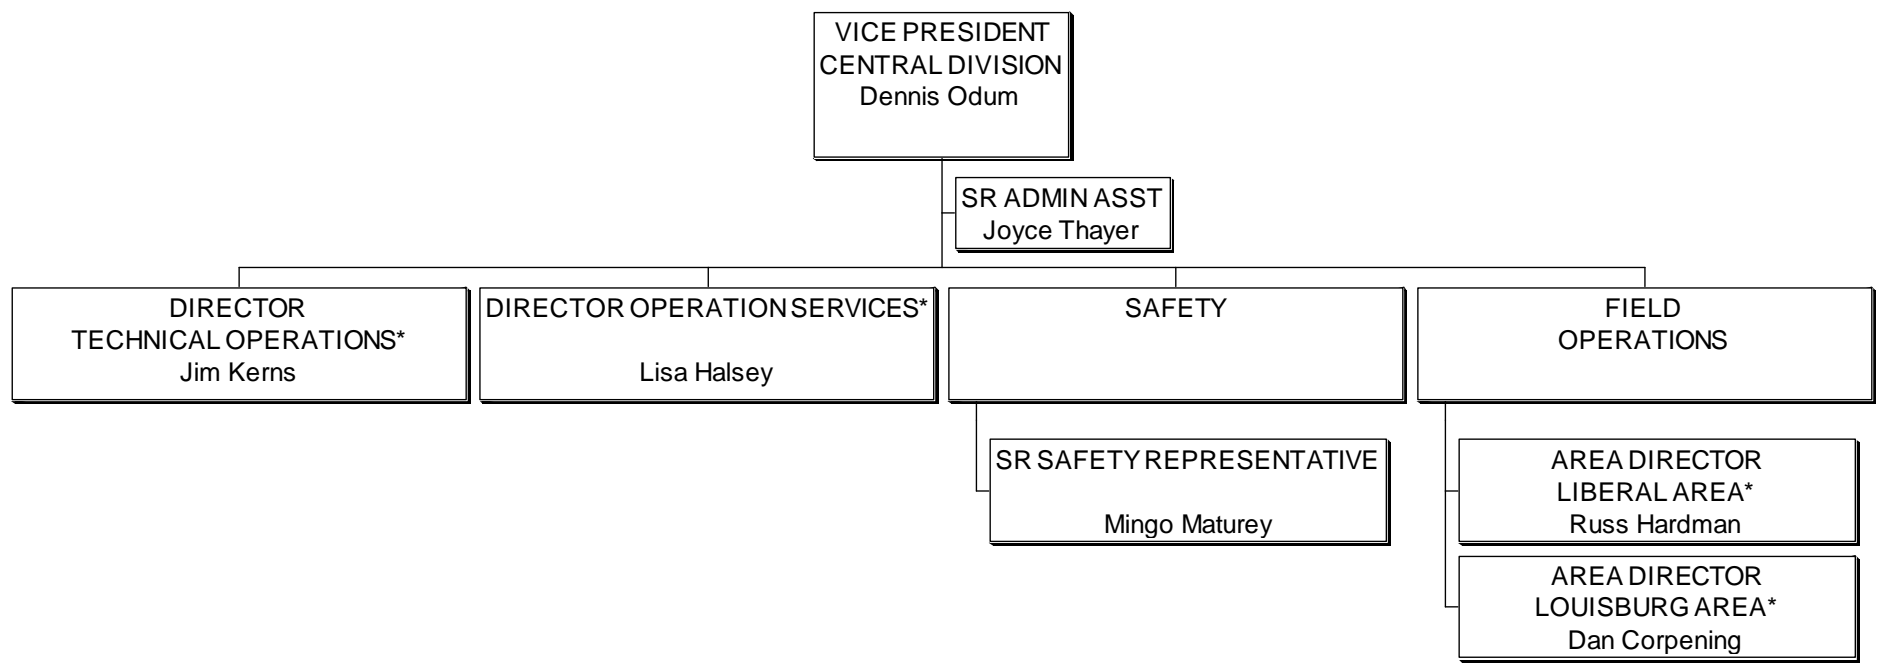 VICE PRESIDENT
CENTRAL DIVISION
Dennis Odum
SR ADMIN ASST
Joyce Thayer
DIRECTOR
TECHNICAL OPERATIONS*
Jim Kerns
DIRECTOR OPERATION SERVICES*
Lisa Halsey
SAFETY
FIELD
OPERATIONS
SR SAFETY REPRESENTATIVE
Mingo Maturey
AREA DIRECTOR
LIBERAL AREA*
Russ Hardman
AREA DIRECTOR
LOUISBURG AREA*
Dan Corpening